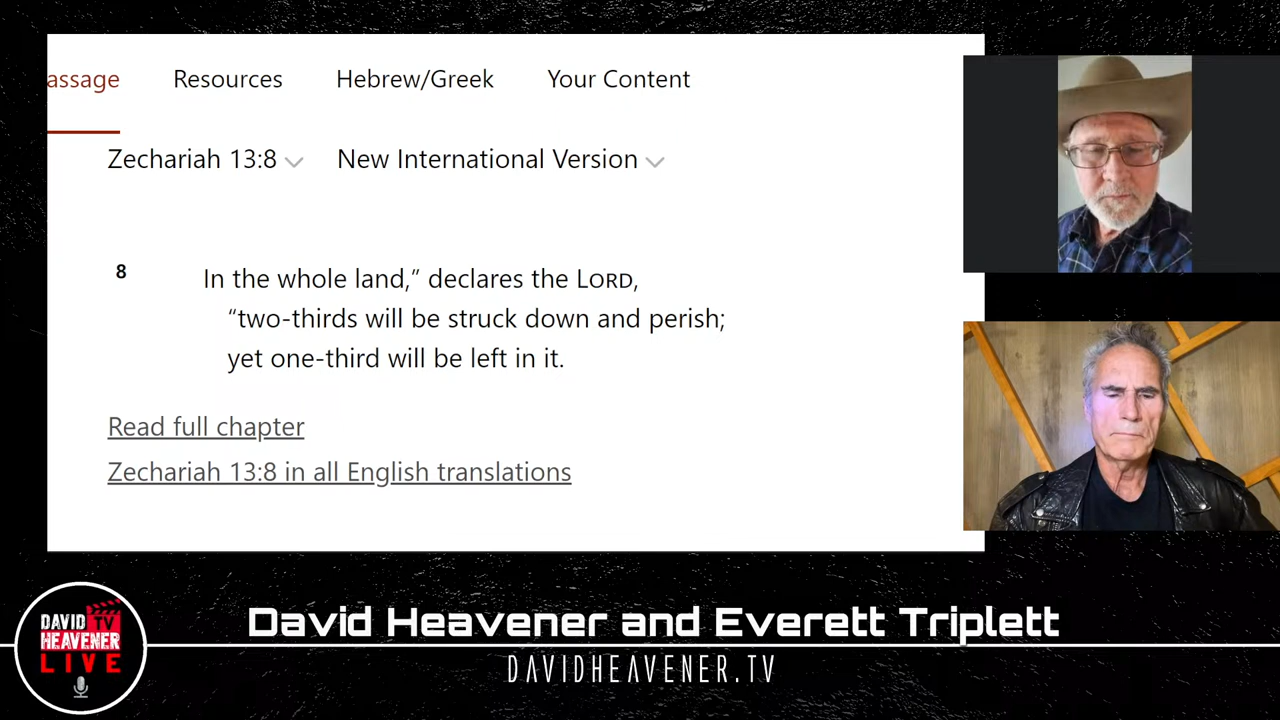 assage Resources Hebrew/Greek Your Content
Zechariah 13:8 New International Version
8 In the whole land,” declares the LORD,
“two-thirds will be struck down and perish;
yet one-third will be left in it.
Read full chapter
Zechariah 13:8 in all English translations
David Heavener and Everett Triplett
DAVIDHEAVENER.TV
DAVID TV
HEAVENER
LIVE